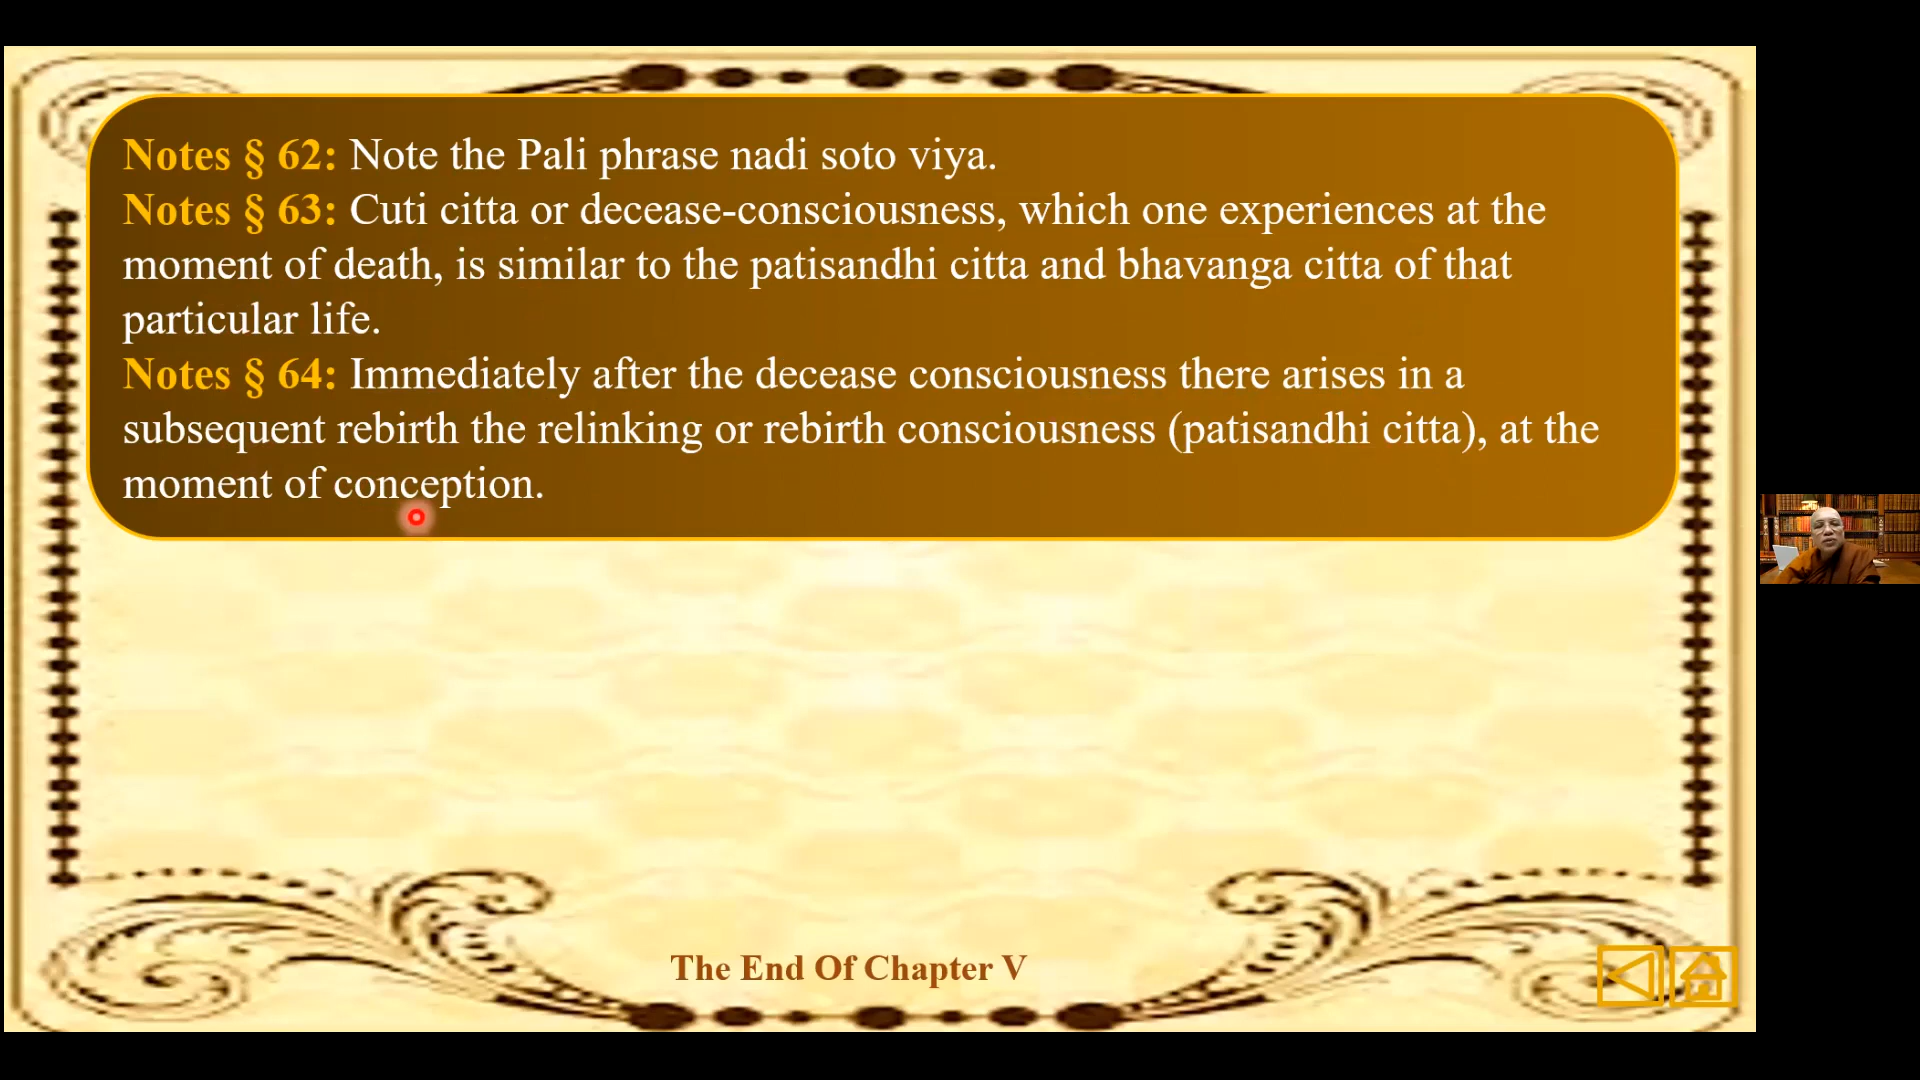 Notes § 62: Note the Pali phrase nadi soto viya.
Notes § 63: Cuti citta or decease-consciousness, which one experiences at the
moment of death, is similar to the patisandhi citta and bhavanga citta of that
particular life.
Notes § 64: Immediately after the decease consciousness there arises in a
subsequent rebirth the relinking or rebirth consciousness (patisandhi citta), at the
moment of conception.
The End Of Chapter V